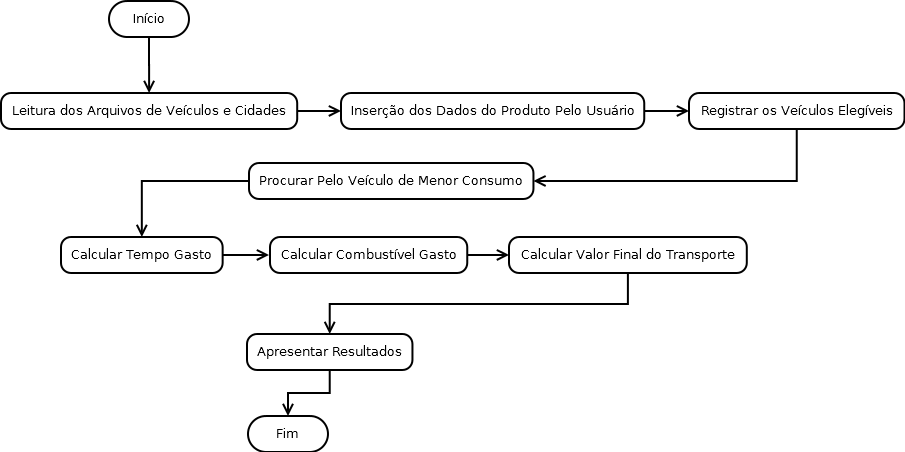 Início
Leitura dos Arquivos de Veículos e Cidades
Inserção dos Dados do Produto Pelo Usuário
Registrar os Veículos Elegíveis
Procurar Pelo Veículo de Menor Consumo
Calcular Tempo Gasto
Calcular Combustível Gasto
Calcular Valor Final do Transporte
Apresentar Resultados
Fim